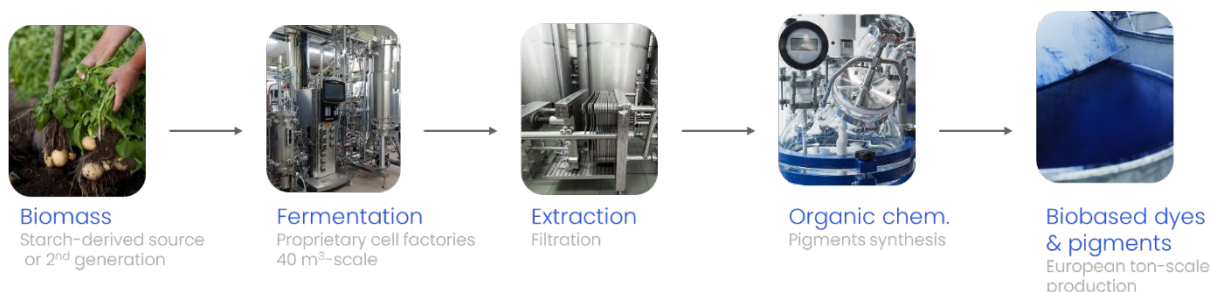 Biomass
Starch-derived source
or 2nd generation
Fermentation
Proprietary cell factories
40 m³-scale
Extraction
Filtration
Organic chem.
Pigments synthesis
Biobased dyes
& pigments
European ton-scale
production